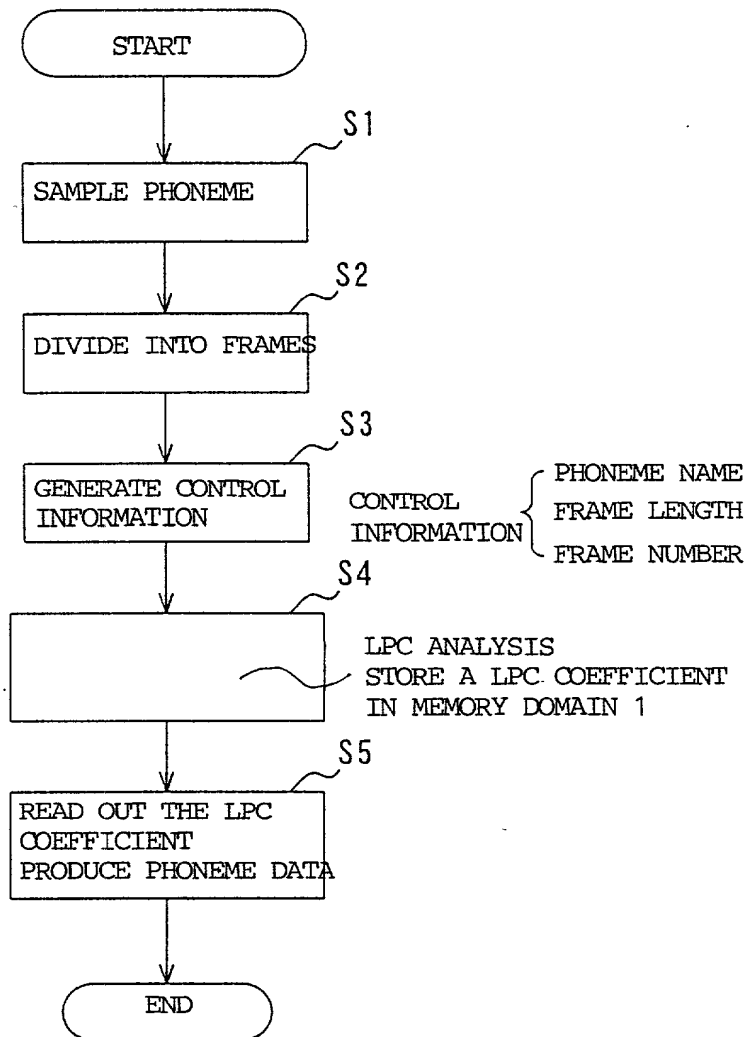 START
S1
SAMPLE PHONEME
S2
DIVIDE INTO FRAMES
S3
GENERATE CONTROL
INFORMATION
CONTROL
INFORMATION
PHONEME NAME
FRAME LENGTH
FRAME NUMBER
S4
LPC ANALYSIS
STORE A LPC COEFFICIENT
IN MEMORY DOMAIN 1
S5
READ OUT THE LPC
COEFFICIENT
PRODUCE PHONEME DATA
END